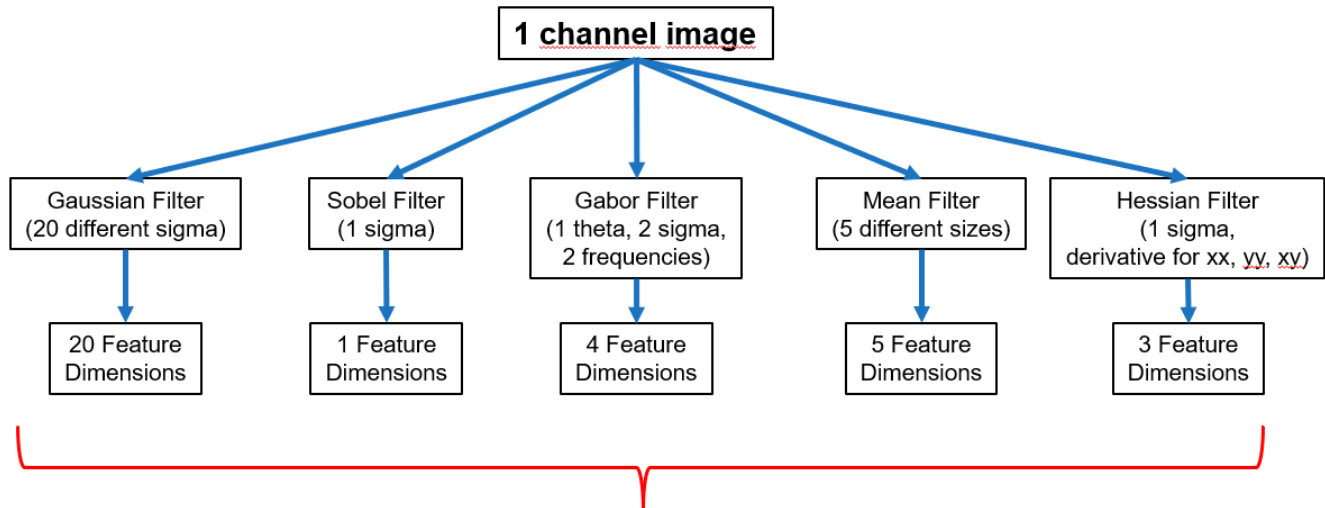 1 channel image
Gaussian Filter
(20 different sigma)
Sobel Filter
(1 sigma)
Gabor Filter
(1 theta, 2 sigma,
2 frequencies)
Mean Filter
(5 different sizes)
Hessian Filter
(1 sigma,
derivative for xx, yy, xy)
20 Feature
Dimensions
1 Feature
Dimensions
4 Feature
Dimensions
5 Feature
Dimensions
3 Feature
Dimensions